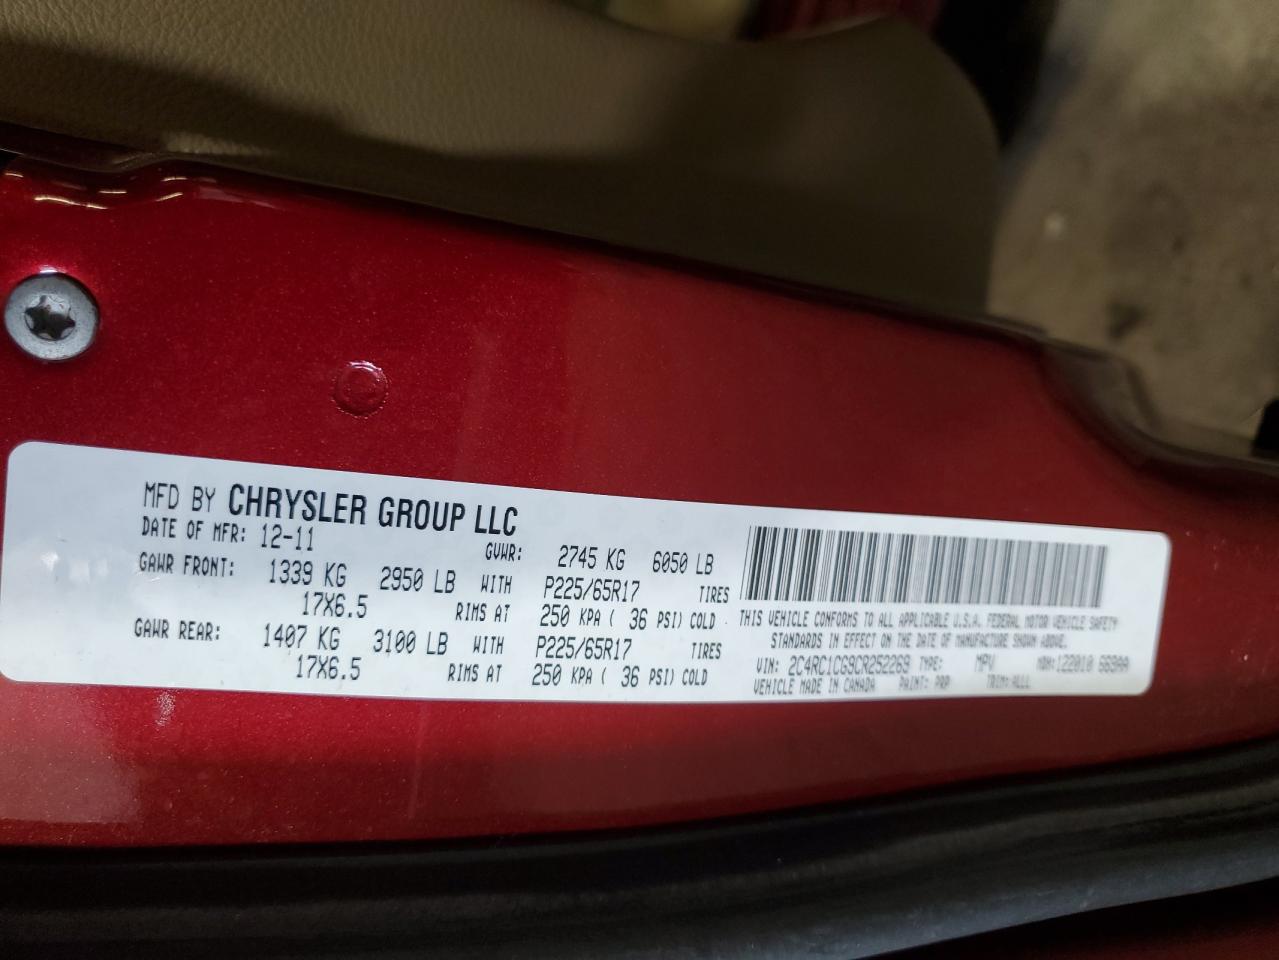 MFD BY CHRYSLER GROUP LLC
DATE OF MFR: 12-11 GVWR: 2745 KG 6050 LB
GAWR FRONT: 1339 KG 2950 LB WITH P225/65R17 TIRES
17X6.5 RIMS AT 250 KPA ( 36 PSI) COLD
GAWR REAR: 1407 KG 3100 LB WITH P225/65R17 TIRES
17X6.5 RIMS AT 250 KPA ( 36 PSI) COLD
THIS VEHICLE CONFORMS TO ALL APPLICABLE U.S.A. FEDERAL MOTOR VEHICLE SAFETY
STANDARDS IN EFFECT ON THE DATE OF MANUFACTURE SHOWN ABOVE.
VIN: 2C4RC1CG9CR252269 TYPE: MPV MDH: 122010
VEHICLE MADE IN CANADA PAINT: PRP TRIM: